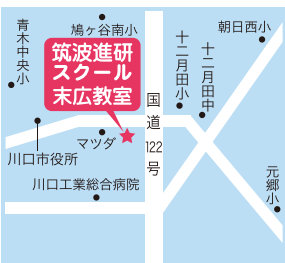 鳩ヶ谷南小
朝日西小
青木中央小
筑波進研
スクール
末広教室
十二月田小
十二月田中
国道122号
マツダ
川口市役所
川口工業総合病院
元郷小